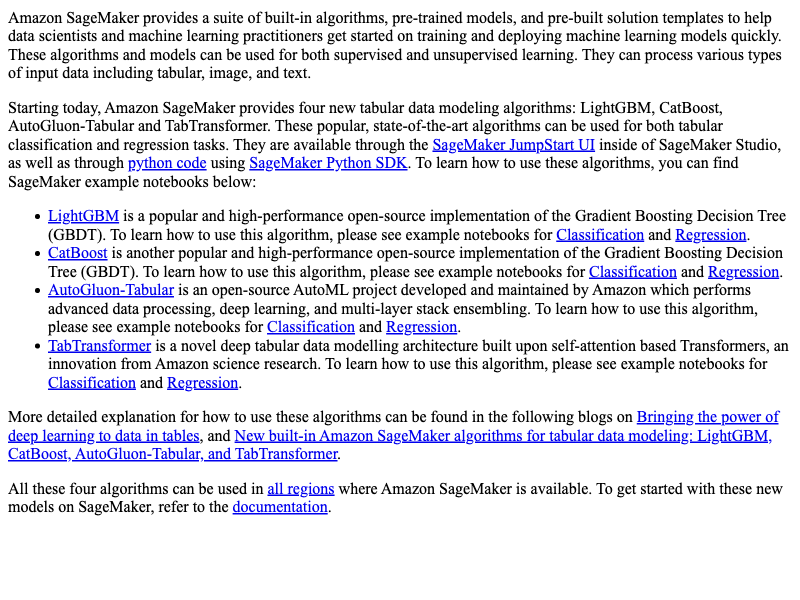 Amazon SageMaker provides a suite of built-in algorithms, pre-trained models, and pre-built solution templates to help
data scientists and machine learning practitioners get started on training and deploying machine learning models quickly.
These algorithms and models can be used for both supervised and unsupervised learning. They can process various types
of input data including tabular, image, and text.
Starting today, Amazon SageMaker provides four new tabular data modeling algorithms: LightGBM, CatBoost,
AutoGluon-Tabular and TabTransformer. These popular, state-of-the-art algorithms can be used for both tabular
classification and regression tasks. They are available through the SageMaker JumpStart UI inside of SageMaker Studio,
as well as through python code using SageMaker Python SDK. To learn how to use these algorithms, you can find
SageMaker example notebooks below:
• LightGBM is a popular and high-performance open-source implementation of the Gradient Boosting Decision Tree
(GBDT). To learn how to use this algorithm, please see example notebooks for Classification and Regression.
• CatBoost is another popular and high-performance open-source implementation of the Gradient Boosting Decision
Tree (GBDT). To learn how to use this algorithm, please see example notebooks for Classification and Regression.
• AutoGluon-Tabular is an open-source AutoML project developed and maintained by Amazon which performs
advanced data processing, deep learning, and multi-layer stack ensembling. To learn how to use this algorithm,
please see example notebooks for Classification and Regression.
• TabTransformer is a novel deep tabular data modelling architecture built upon self-attention based Transformers, an
innovation from Amazon science research. To learn how to use this algorithm, please see example notebooks for
Classification and Regression.
More detailed explanation for how to use these algorithms can be found in the following blogs on Bringing the power of
deep learning to data in tables, and New built-in Amazon SageMaker algorithms for tabular data modeling: LightGBM,
CatBoost, AutoGluon-Tabular, and TabTransformer.
All these four algorithms can be used in all regions where Amazon SageMaker is available. To get started with these new
models on SageMaker, refer to the documentation.